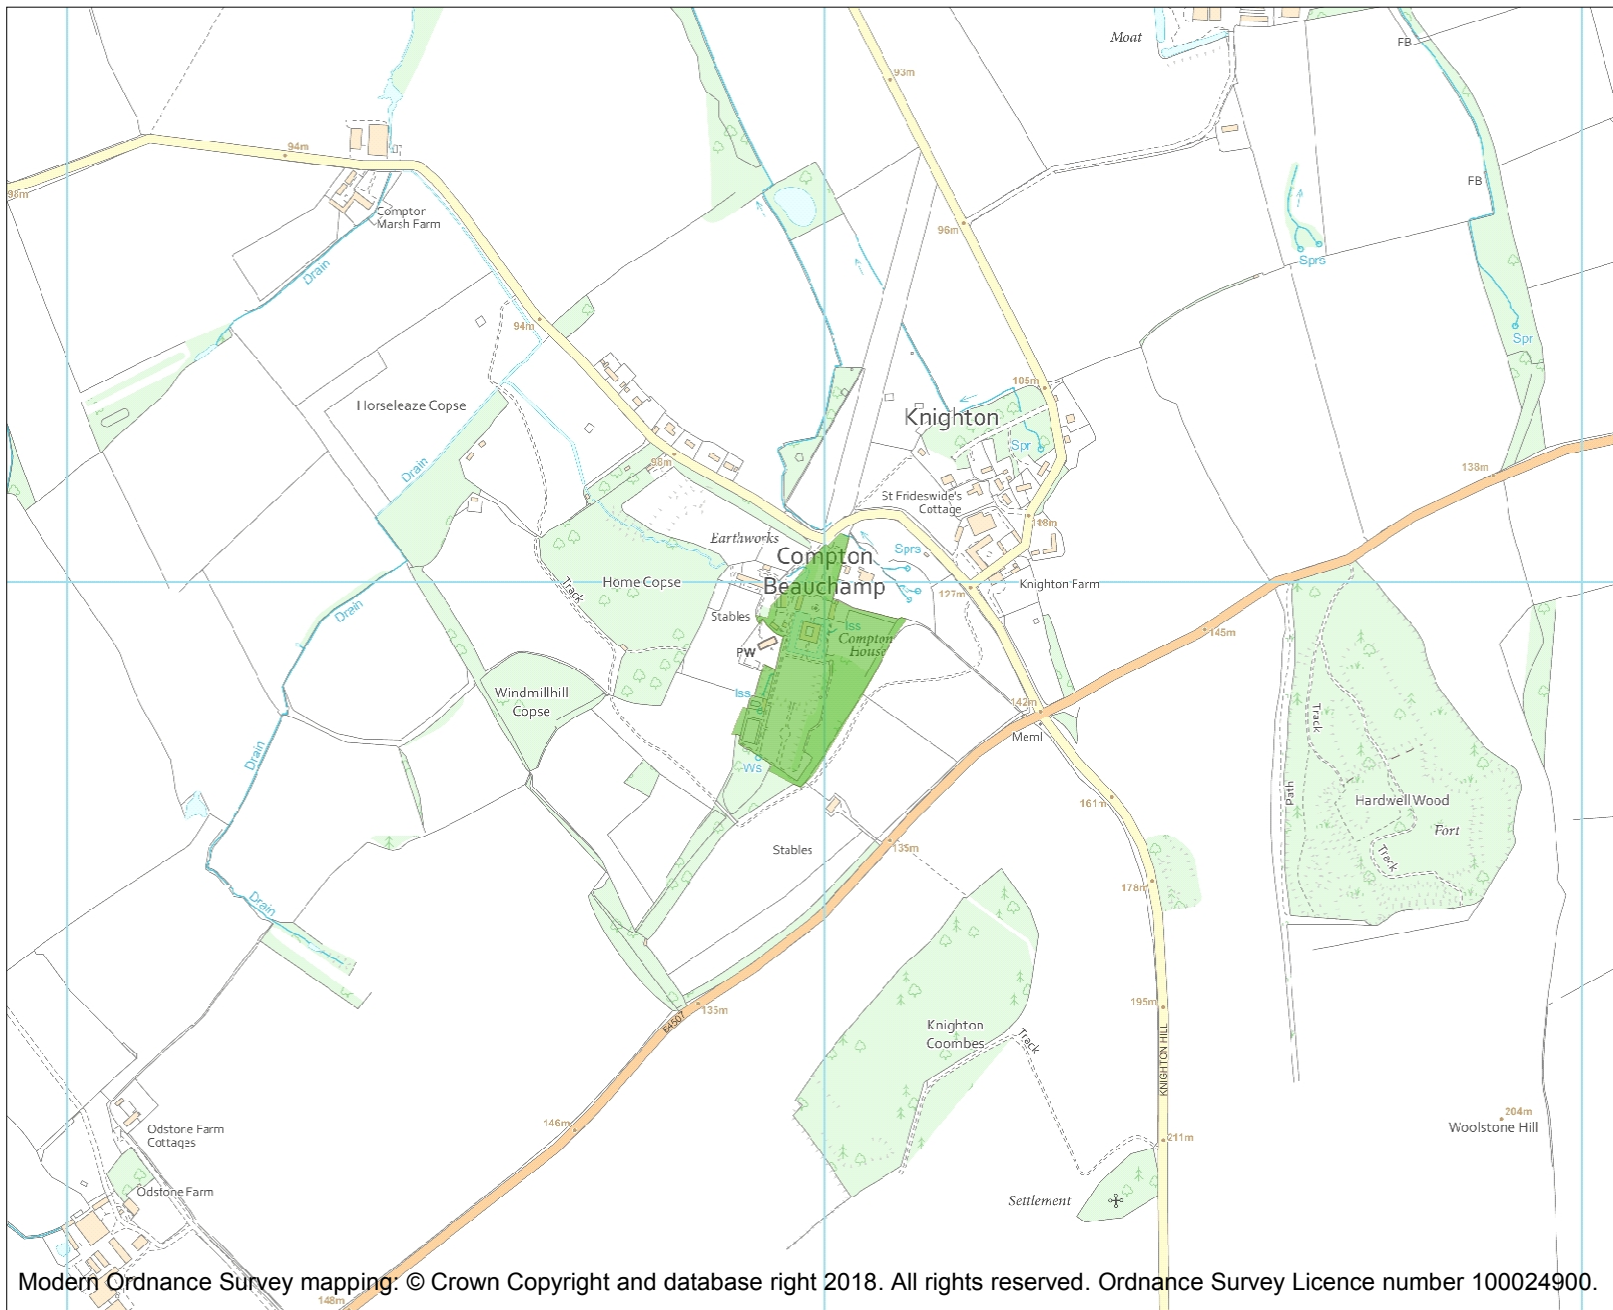 Moat
FB
93m
94m
93m
Compton
Marsh Farm
Drain
FB
96m
Sprs
Spr
94m
Horseleaze Copse
105m
Knighton
Spr
Drain
98m
138m
St Frideswide's
Cottage
118m
Earthworks
Compton
Beauchamp
Sprs
Home Copse
Track
127m
Knighton Farm
Drain
Stables
Iss
Compton
House
PW
145m
Iss
Windmillhill
Copse
142m
Meml
Track
Drain
Ws
Path
161m
Hardwell Wood
Fort
Stables
135m
Track
178m
Drain
195m
135m
B4507
Knighton
Coombes
Track
KNIGHTON HILL
146m
Odstone Farm
Cottages
204m
Woolstone Hill
211m
Odstone Farm
Settlement
Modern Ordnance Survey mapping: © Crown Copyright and database right 2018. All rights reserved. Ordnance Survey Licence number 100024900.
148m